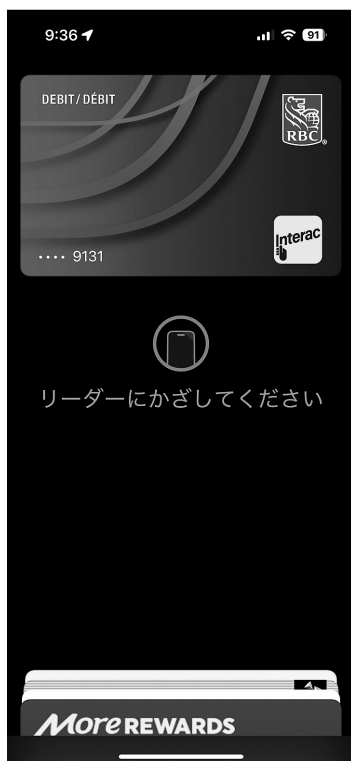 9:36
91
DEBIT / DÉBIT
RBC
®
Interac
•••• 9131
リーダーにかざしてください
More REWARDS